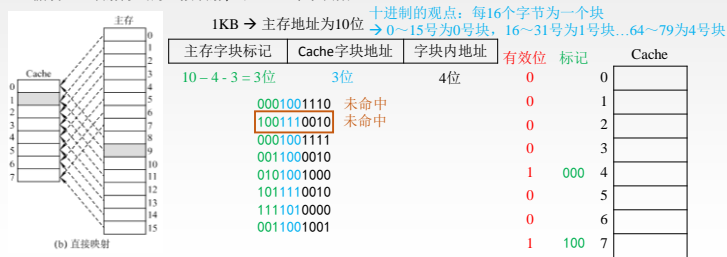 主存
Cache
0
1
2
3
4
5
6
7
0
1
2
3
4
5
6
7
8
9
10
11
12
13
14
15
(b) 直接映射
1KB → 主存地址为10位
十进制的观点：每16个字节为一个块
→ 0～15号为0号块，16～31号为1号块…64～79为4号块
主存字块标记 Cache字块地址 字块内地址
10 – 4 - 3 = 3位 3位 4位
0001001110 未命中
1001110010 未命中
0001001111
0011000010
0101001000
1011110010
1111010000
0011001001
有效位 标记 Cache
0 0
0 1
0 2
0 3
1 000 4
0 5
0 6
1 100 7